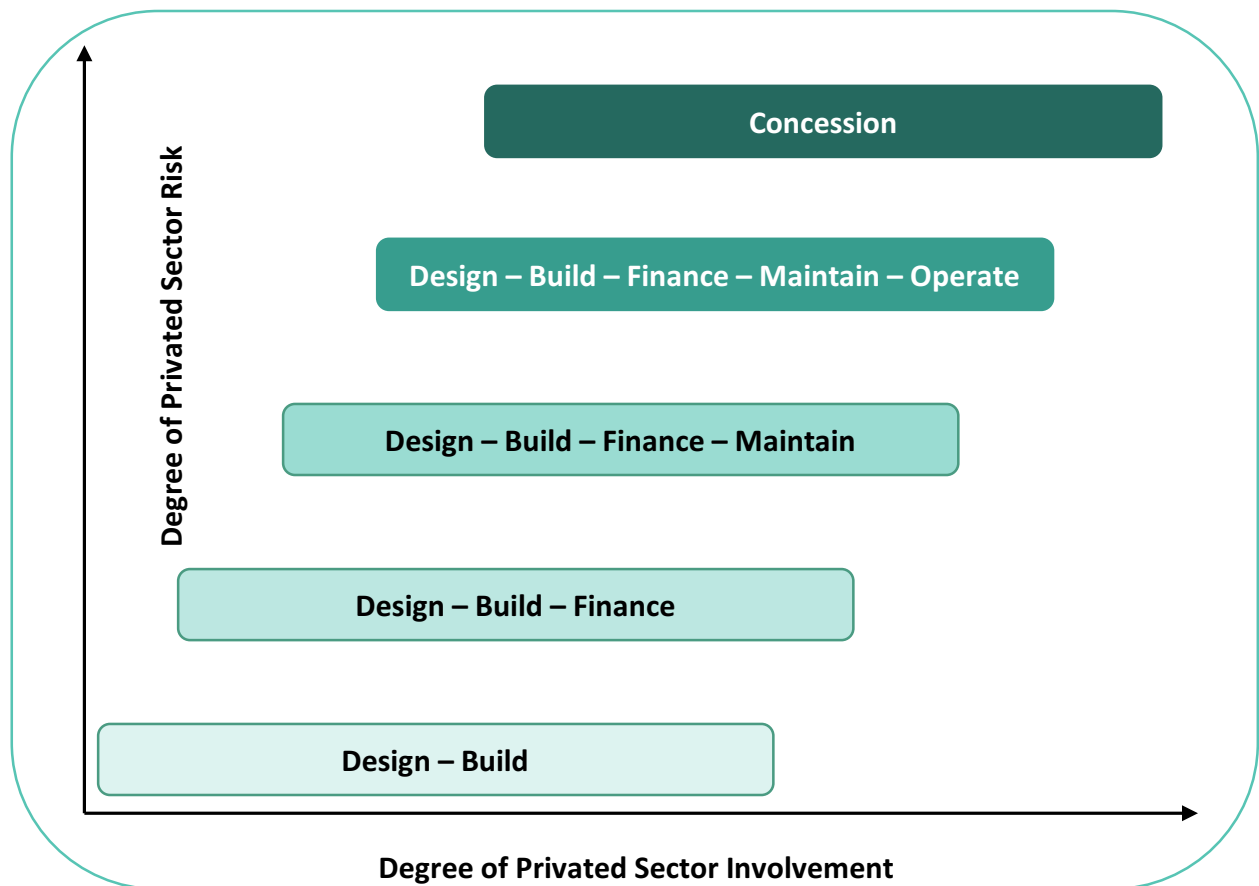 Concession
Degree of Privated Sector Risk
Design – Build – Finance – Maintain – Operate
Design – Build – Finance – Maintain
Design – Build – Finance
Design – Build
Degree of Privated Sector Involvement